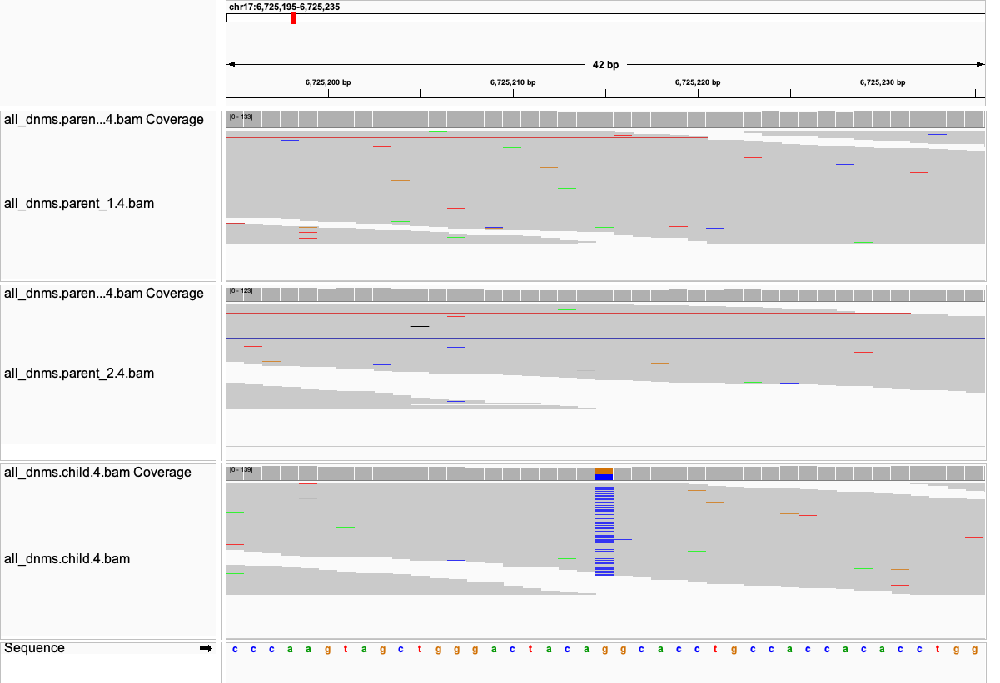 chr17:6,725,195-6,725,235
42 bp
6,725,200 bp 6,725,210 bp 6,725,220 bp 6,725,230 bp
all_dnms.paren...4.bam Coverage
[0 - 133]
all_dnms.parent_1.4.bam
all_dnms.paren...4.bam Coverage
[0 - 123]
all_dnms.parent_2.4.bam
all_dnms.child.4.bam Coverage
[0 - 139]
all_dnms.child.4.bam
Sequence
c c c a a g t a g c t g g g a c t a c a g g c a c c t g c c a c c a c a c c t g g